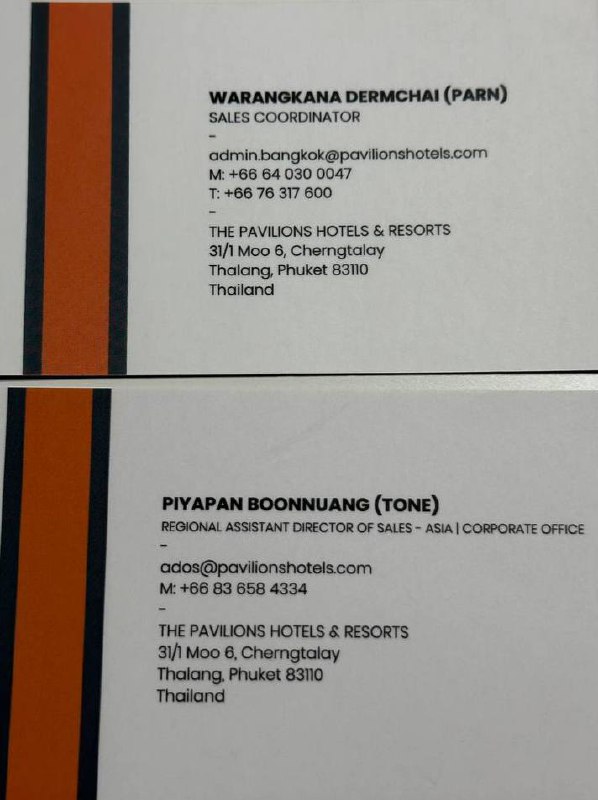 WARANGKANA DERMCHAI (PARN)
SALES COORDINATOR
–
admin.bangkok@pavilionshotels.com
M: +66 64 030 0047
T: +66 76 317 600
–
THE PAVILIONS HOTELS & RESORTS
31/1 Moo 6, Cherngtalay
Thalang, Phuket 83110
Thailand
PIYAPAN BOONNUANG (TONE)
REGIONAL ASSISTANT DIRECTOR OF SALES - ASIA | CORPORATE OFFICE
–
ados@pavilionshotels.com
M: +66 83 658 4334
–
THE PAVILIONS HOTELS & RESORTS
31/1 Moo 6, Cherngtalay
Thalang, Phuket 83110
Thailand